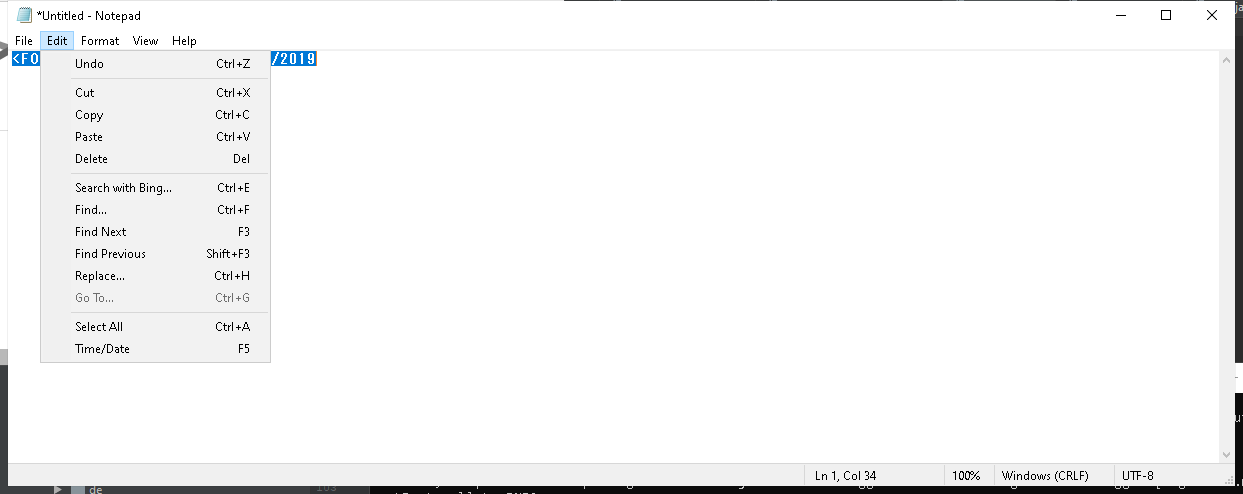 *Untitled - Notepad
File Edit Format View Help
<FO /2019
Undo Ctrl+Z
Cut Ctrl+X
Copy Ctrl+C
Paste Ctrl+V
Delete Del
Search with Bing... Ctrl+E
Find... Ctrl+F
Find Next F3
Find Previous Shift+F3
Replace... Ctrl+H
Go To... Ctrl+G
Select All Ctrl+A
Time/Date F5
Ln 1, Col 34 100% Windows (CRLF) UTF-8
de